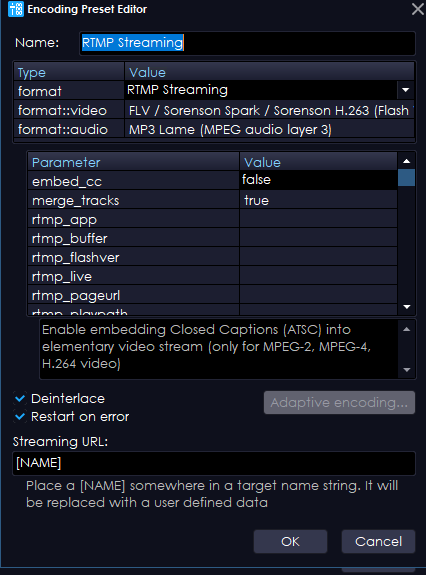 Encoding Preset Editor
Name: RTMP Streaming
Type Value
format RTMP Streaming
format::video FLV / Sorenson Spark / Sorenson H.263 (Flash
format::audio MP3 Lame (MPEG audio layer 3)
Parameter Value
embed_cc false
merge_tracks true
rtmp_app
rtmp_buffer
rtmp_flashver
rtmp_live
rtmp_pageurl
rtmp_playpath
Enable embedding Closed Captions (ATSC) into
elementary video stream (only for MPEG-2, MPEG-4,
H.264 video)
Deinterlace Adaptive encoding...
Restart on error
Streaming URL:
[NAME]
Place a [NAME] somewhere in a target name string. It will
be replaced with a user defined data
OK Cancel